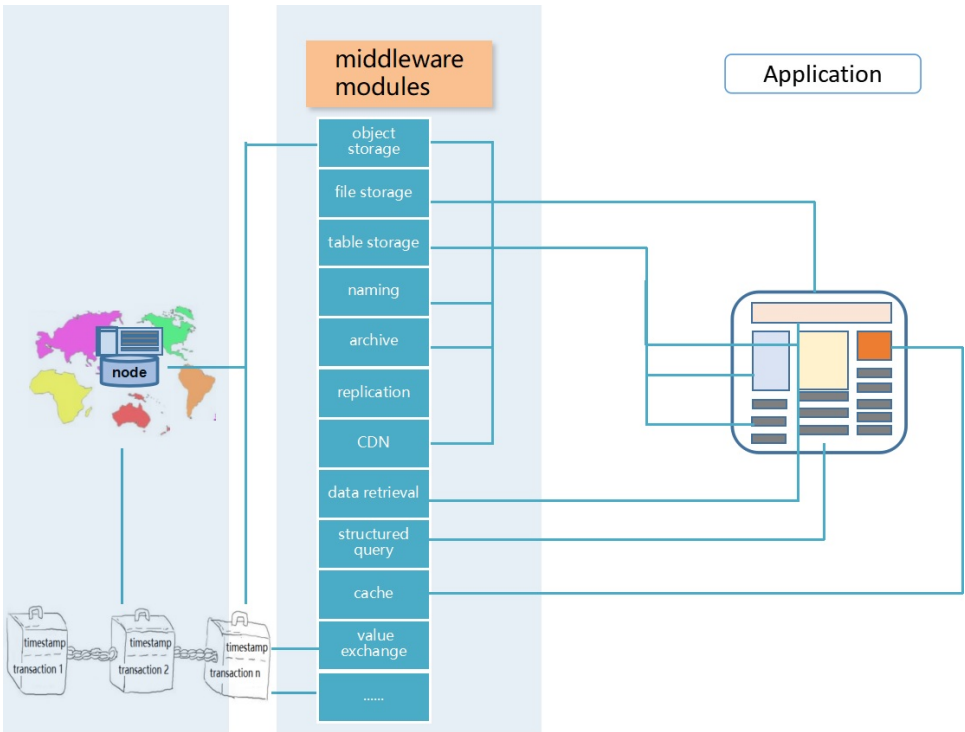 middleware
modules
Application
object
storage
file storage
table storage
naming
archive
replication
CDN
data retrieval
structured
query
cache
value
exchange
......
node
timestamp
transaction 1
timestamp
transaction 2
timestamp
transaction n